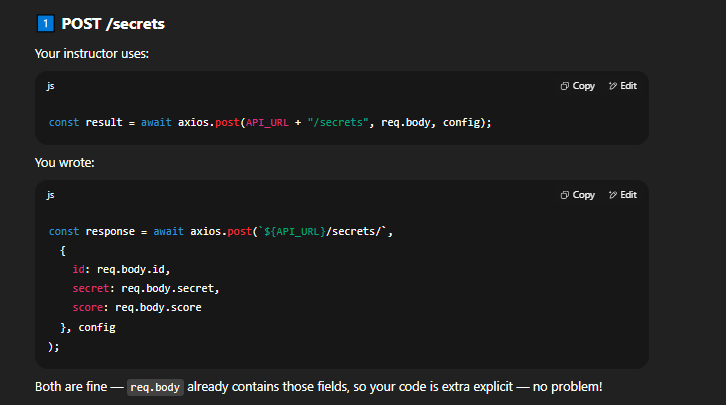 1 POST /secrets
Your instructor uses:
js Copy Edit
const result = await axios.post(API_URL + "/secrets", req.body, config);
You wrote:
js Copy Edit
const response = await axios.post(`${API_URL}/secrets/`,
  {
    id: req.body.id,
    secret: req.body.secret,
    score: req.body.score
  }, config
);
Both are fine — req.body already contains those fields, so your code is extra explicit — no problem!